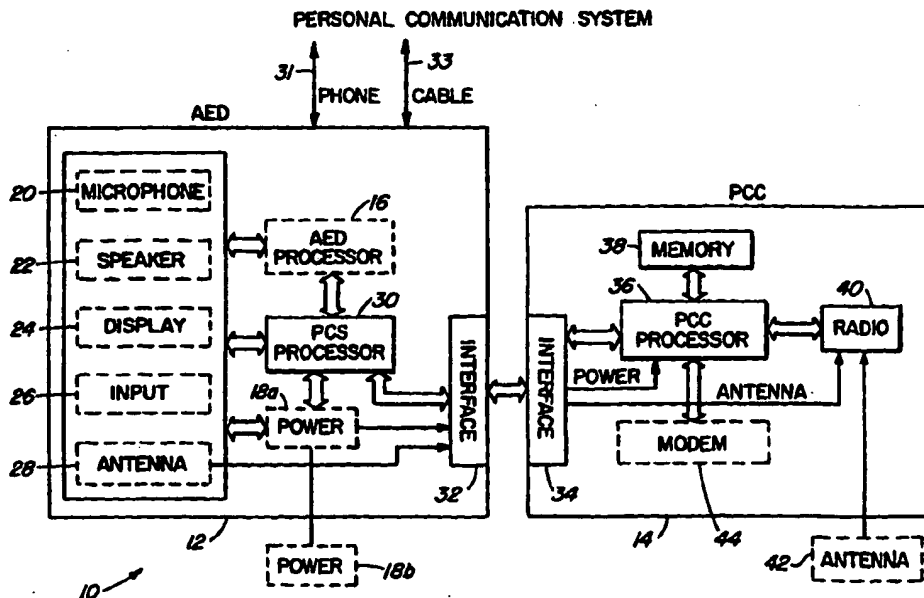 PERSONAL COMMUNICATION SYSTEM
31
33
PHONE
CABLE
AED
PCC
20
MICROPHONE
16
AED
PROCESSOR
22
SPEAKER
30
PCS
PROCESSOR
24
DISPLAY
26
INPUT
18a
POWER
28
ANTENNA
INTERFACE
32
12
POWER
18b
10
38
MEMORY
36
PCC
PROCESSOR
40
RADIO
INTERFACE
POWER
ANTENNA
MODEM
34
14
44
42
ANTENNA